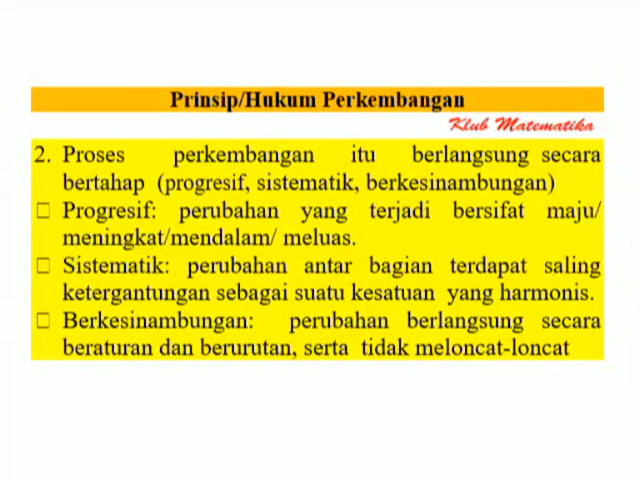 Prinsip/Hukum Perkembangan
Klub Matematika
2. Proses perkembangan itu berlangsung secara
bertahap (progresif, sistematik, berkesinambungan)
□ Progresif: perubahan yang terjadi bersifat maju/
meningkat/mendalam/ meluas.
□ Sistematik: perubahan antar bagian terdapat saling
ketergantungan sebagai suatu kesatuan yang harmonis.
□ Berkesinambungan: perubahan berlangsung secara
beraturan dan berurutan, serta tidak meloncat-loncat